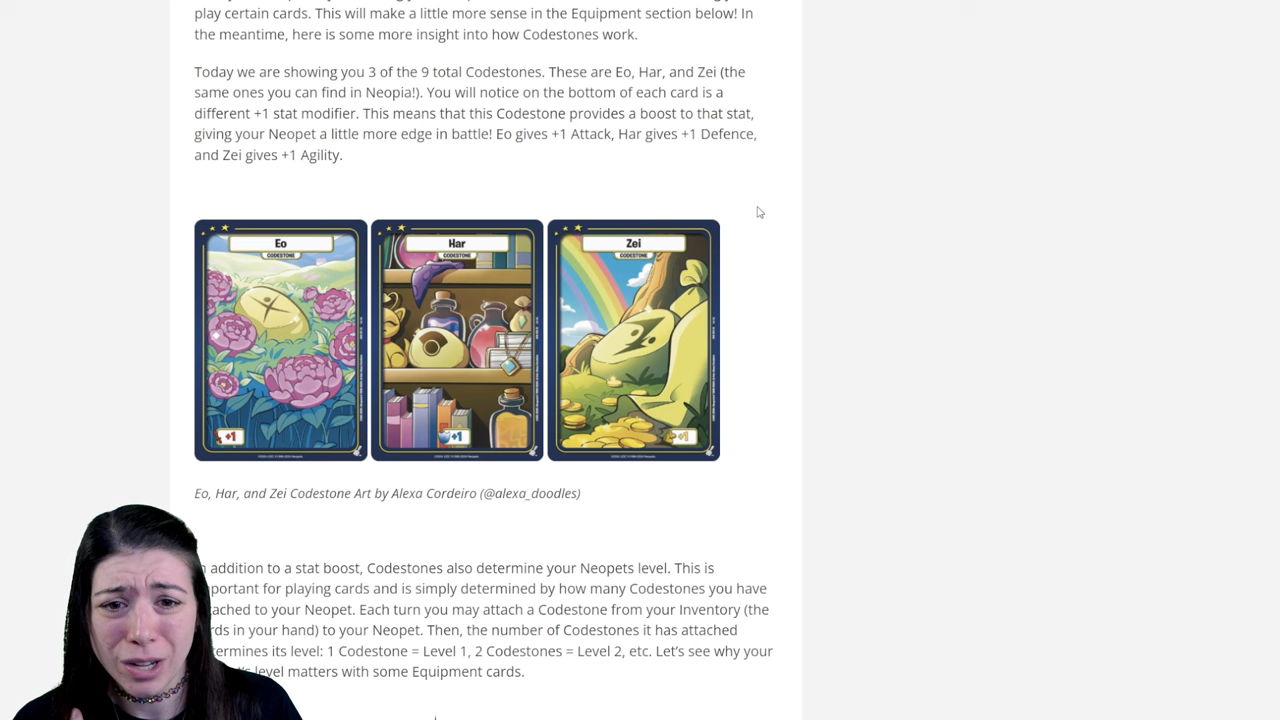 play certain cards. This will make a little more sense in the Equipment section below! In
the meantime, here is some more insight into how Codestones work.
Today we are showing you 3 of the 9 total Codestones. These are Eo, Har, and Zei (the
same ones you can find in Neopia!). You will notice on the bottom of each card is a
different +1 stat modifier. This means that this Codestone provides a boost to that stat,
giving your Neopet a little more edge in battle! Eo gives +1 Attack, Har gives +1 Defence,
and Zei gives +1 Agility.
Eo
CODESTONE
+1
Har
CODESTONE
+1
Zei
CODESTONE
+1
Eo, Har, and Zei Codestone Art by Alexa Cordeiro (@alexa_doodles)
addition to a stat boost, Codestones also determine your Neopets level. This is
portant for playing cards and is simply determined by how many Codestones you have
ached to your Neopet. Each turn you may attach a Codestone from your Inventory (the
rds in your hand) to your Neopet. Then, the number of Codestones it has attached
termines its level: 1 Codestone = Level 1, 2 Codestones = Level 2, etc. Let's see why your
level matters with some Equipment cards.